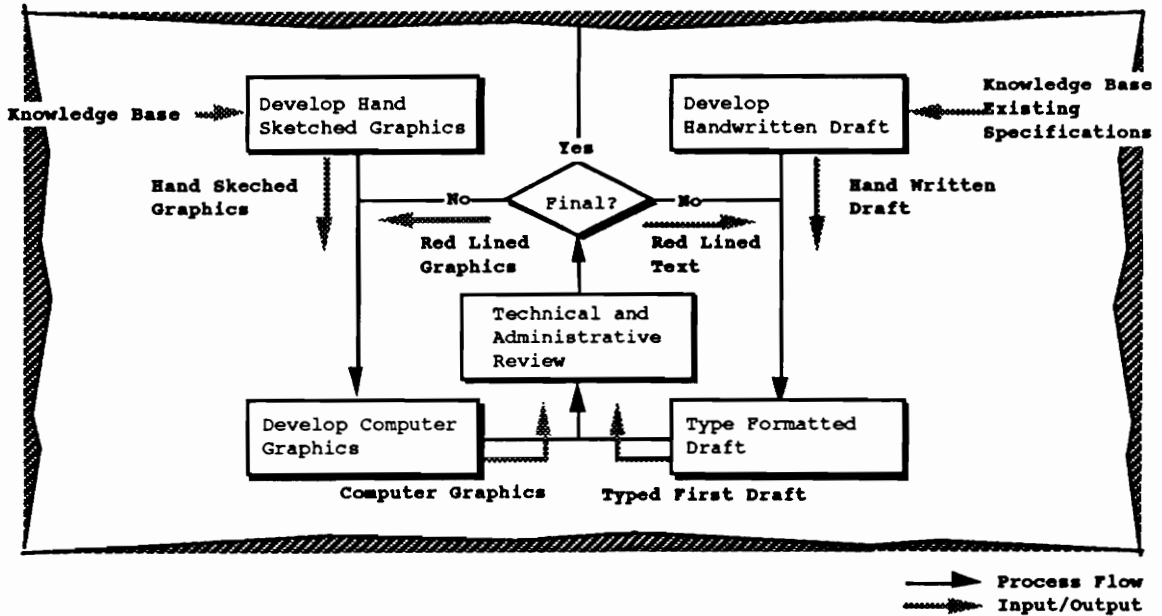 Knowledge Base
Develop Hand
Sketched Graphics
Develop
Handwritten Draft
Knowledge Base
Existing
Specifications
Yes
Hand Skeched
Graphics
No
Final?
No
Hand Written
Draft
Red Lined
Graphics
Red Lined
Text
Technical and
Administrative
Review
Develop Computer
Graphics
Type Formatted
Draft
Computer Graphics
Typed First Draft
Process Flow
Input/Output